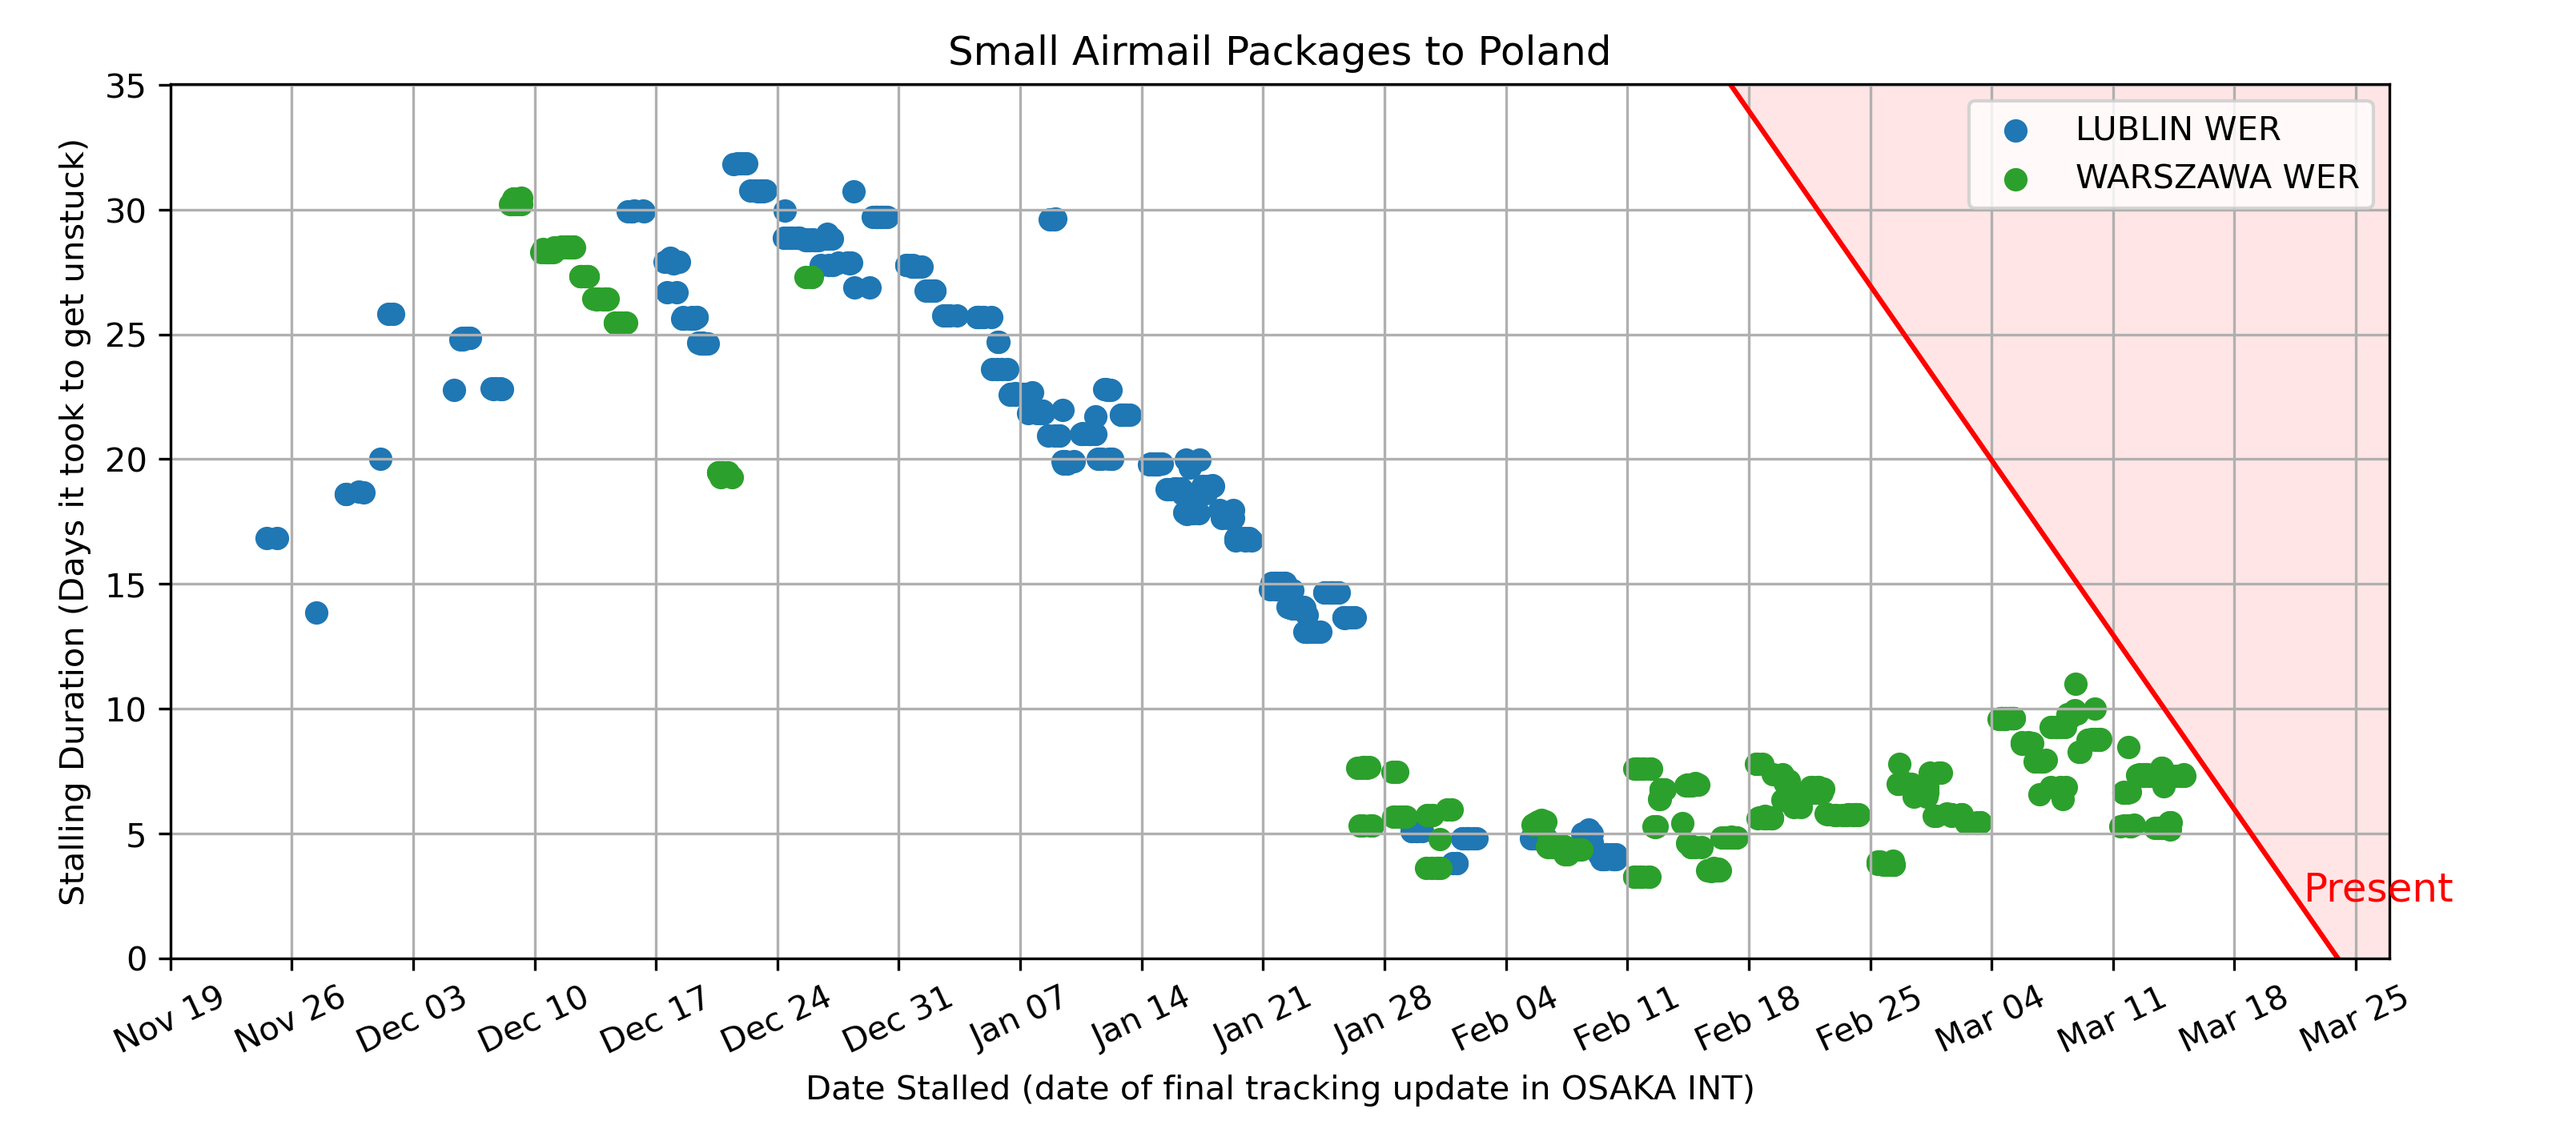 Small Airmail Packages to Poland
Stalling Duration (Days it took to get unstuck)
35
30
25
20
15
10
5
0
LUBLIN WER
WARSZAWA WER
Present
Nov 19
Nov 26
Dec 03
Dec 10
Dec 17
Dec 24
Dec 31
Jan 07
Jan 14
Jan 21
Jan 28
Feb 04
Feb 11
Feb 18
Feb 25
Mar 04
Mar 11
Mar 18
Mar 25
Date Stalled (date of final tracking update in OSAKA INT)